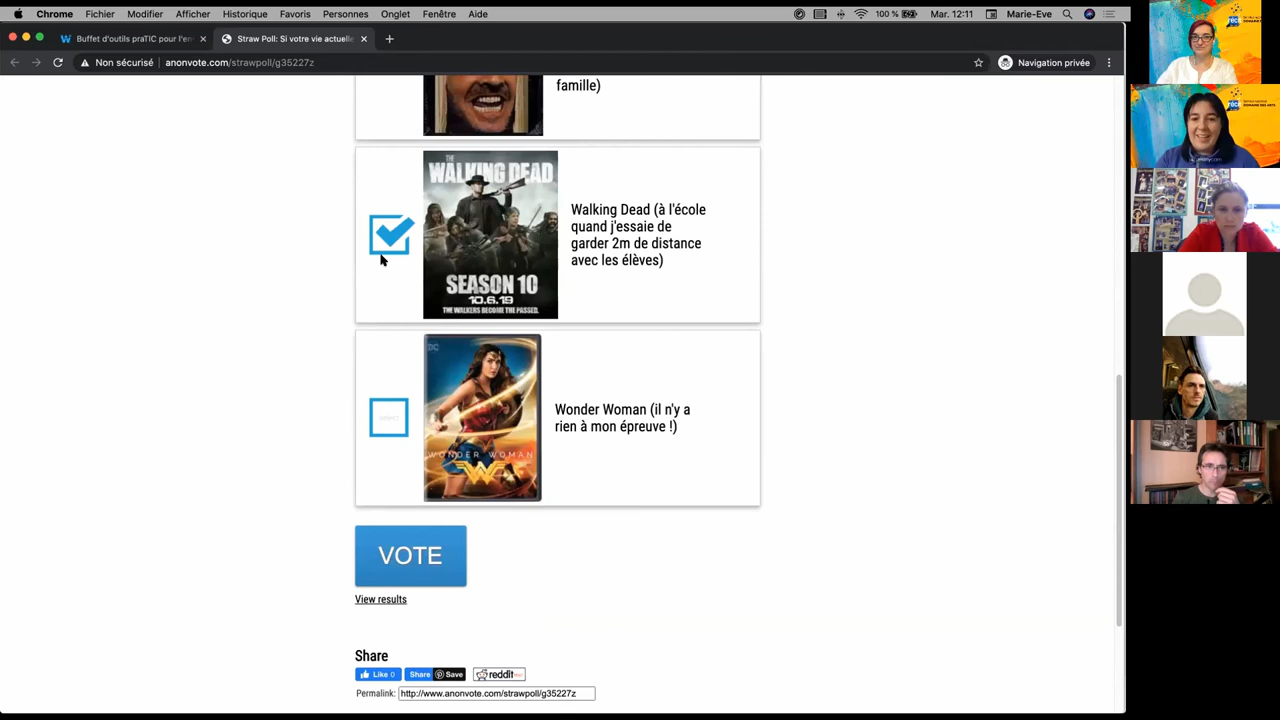 Chrome Fichier Modifier Afficher Historique Favoris Personnes Onglet Fenêtre Aide 100 % Mar. 12:11 Marie-Eve
Buffet d'outils praTIC pour l'en
Straw Poll: Si votre vie actuelle
Non sécurisé anonvote.com/strawpoll/g35227z Navigation privée
famille)
THE
WALKING DEAD
SEASON 10
10.6.19
THE WALKERS BECOME THE PASSED.
Walking Dead (à l'école
quand j'essaie de
garder 2m de distance
avec les élèves)
DC
WONDER WOMAN
Wonder Woman (il n'y a
rien à mon épreuve !)
VOTE
View results
Share
Like 0 Share Save reddit
Permalink: http://www.anonvote.com/strawpoll/g35227z